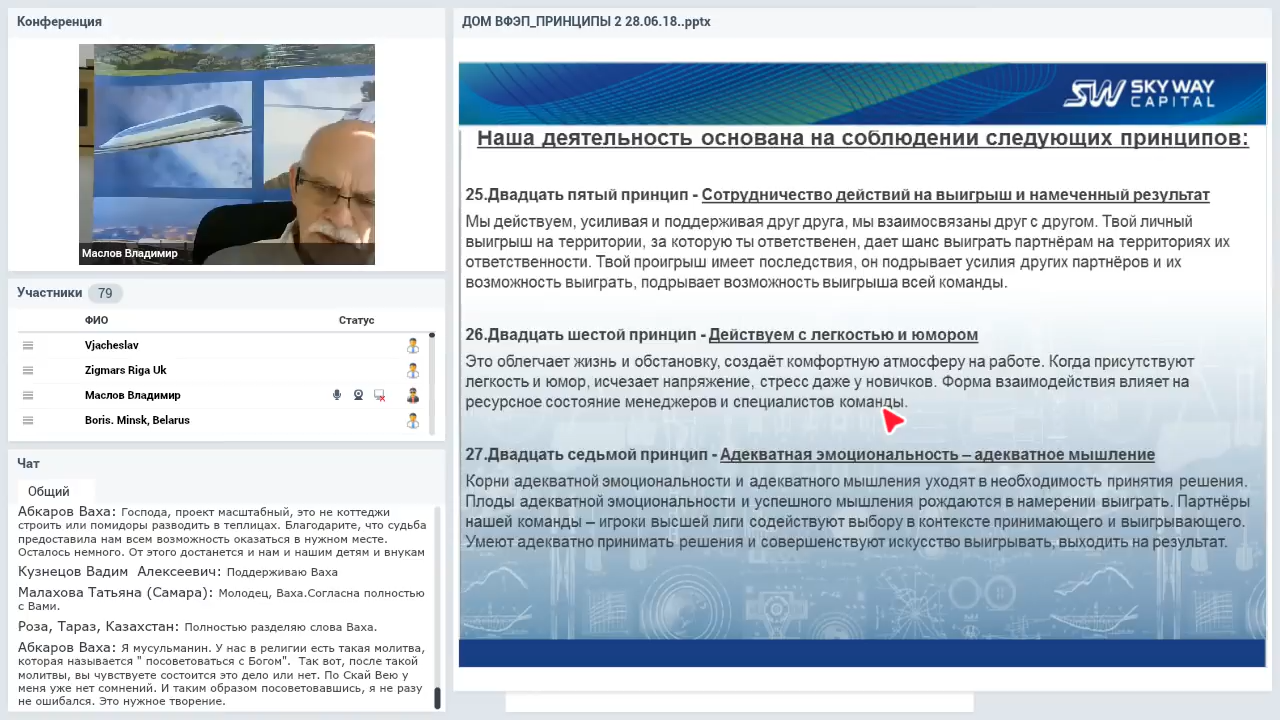 Конференция
Маслов Владимир
Участники 79
ФИО Статус
Vjacheslav
Zigmars Riga Uk
Маслов Владимир
Boris. Minsk, Belarus
Чат
Общий
Абкаров Ваха: Господа, проект масштабный, это не коттеджи
строить или помидоры разводить в теплицах. Благодарите, что судьба
предоставила нам всем возможность оказаться в нужном месте.
Осталось немного. От этого достанется и нам и нашим детям и внукам
Кузнецов Вадим Алексеевич: Поддерживаю Ваха
Малахова Татьяна (Самара): Молодец, Ваха.Согласна полностью
с Вами.
Роза, Тараз, Казахстан: Полностью разделяю слова Ваха.
Абкаров Ваха: Я мусульманин. У нас в религии есть такая молитва,
которая называется " посоветоваться с Богом". Так вот, после такой
молитвы, вы чувствуете состоится это дело или нет. По Скай Вею у
меня уже нет сомнений. И таким образом посоветовавшись, я не разу
не ошибался. Это нужное творение.
ДОМ ВФЭП_ПРИНЦИПЫ 2 28.06.18..pptx
SW SKY WAY
CAPITAL
Наша деятельность основана на соблюдении следующих принципов:
25.Двадцать пятый принцип - Сотрудничество действий на выигрыш и намеченный результат
Мы действуем, усиливая и поддерживая друг друга, мы взаимосвязаны друг с другом. Твой личный
выигрыш на территории, за которую ты ответственен, дает шанс выиграть партнёрам на территориях их
ответственности. Твой проигрыш имеет последствия, он подрывает усилия других партнёров и их
возможность выиграть, подрывает возможность выигрыша всей команды.
26.Двадцать шестой принцип - Действуем с легкостью и юмором
Это облегчает жизнь и обстановку, создаёт комфортную атмосферу на работе. Когда присутствуют
легкость и юмор, исчезает напряжение, стресс даже у новичков. Форма взаимодействия влияет на
ресурсное состояние менеджеров и специалистов команды.
27.Двадцать седьмой принцип - Адекватная эмоциональность – адекватное мышление
Корни адекватной эмоциональности и адекватного мышления уходят в необходимость принятия решения.
Плоды адекватной эмоциональности и успешного мышления рождаются в намерении выиграть. Партнёры
нашей команды – игроки высшей лиги содействуют выбору в контексте принимающего и выигрывающего.
Умеют адекватно принимать решения и совершенствуют искусство выигрывать, выходить на результат.